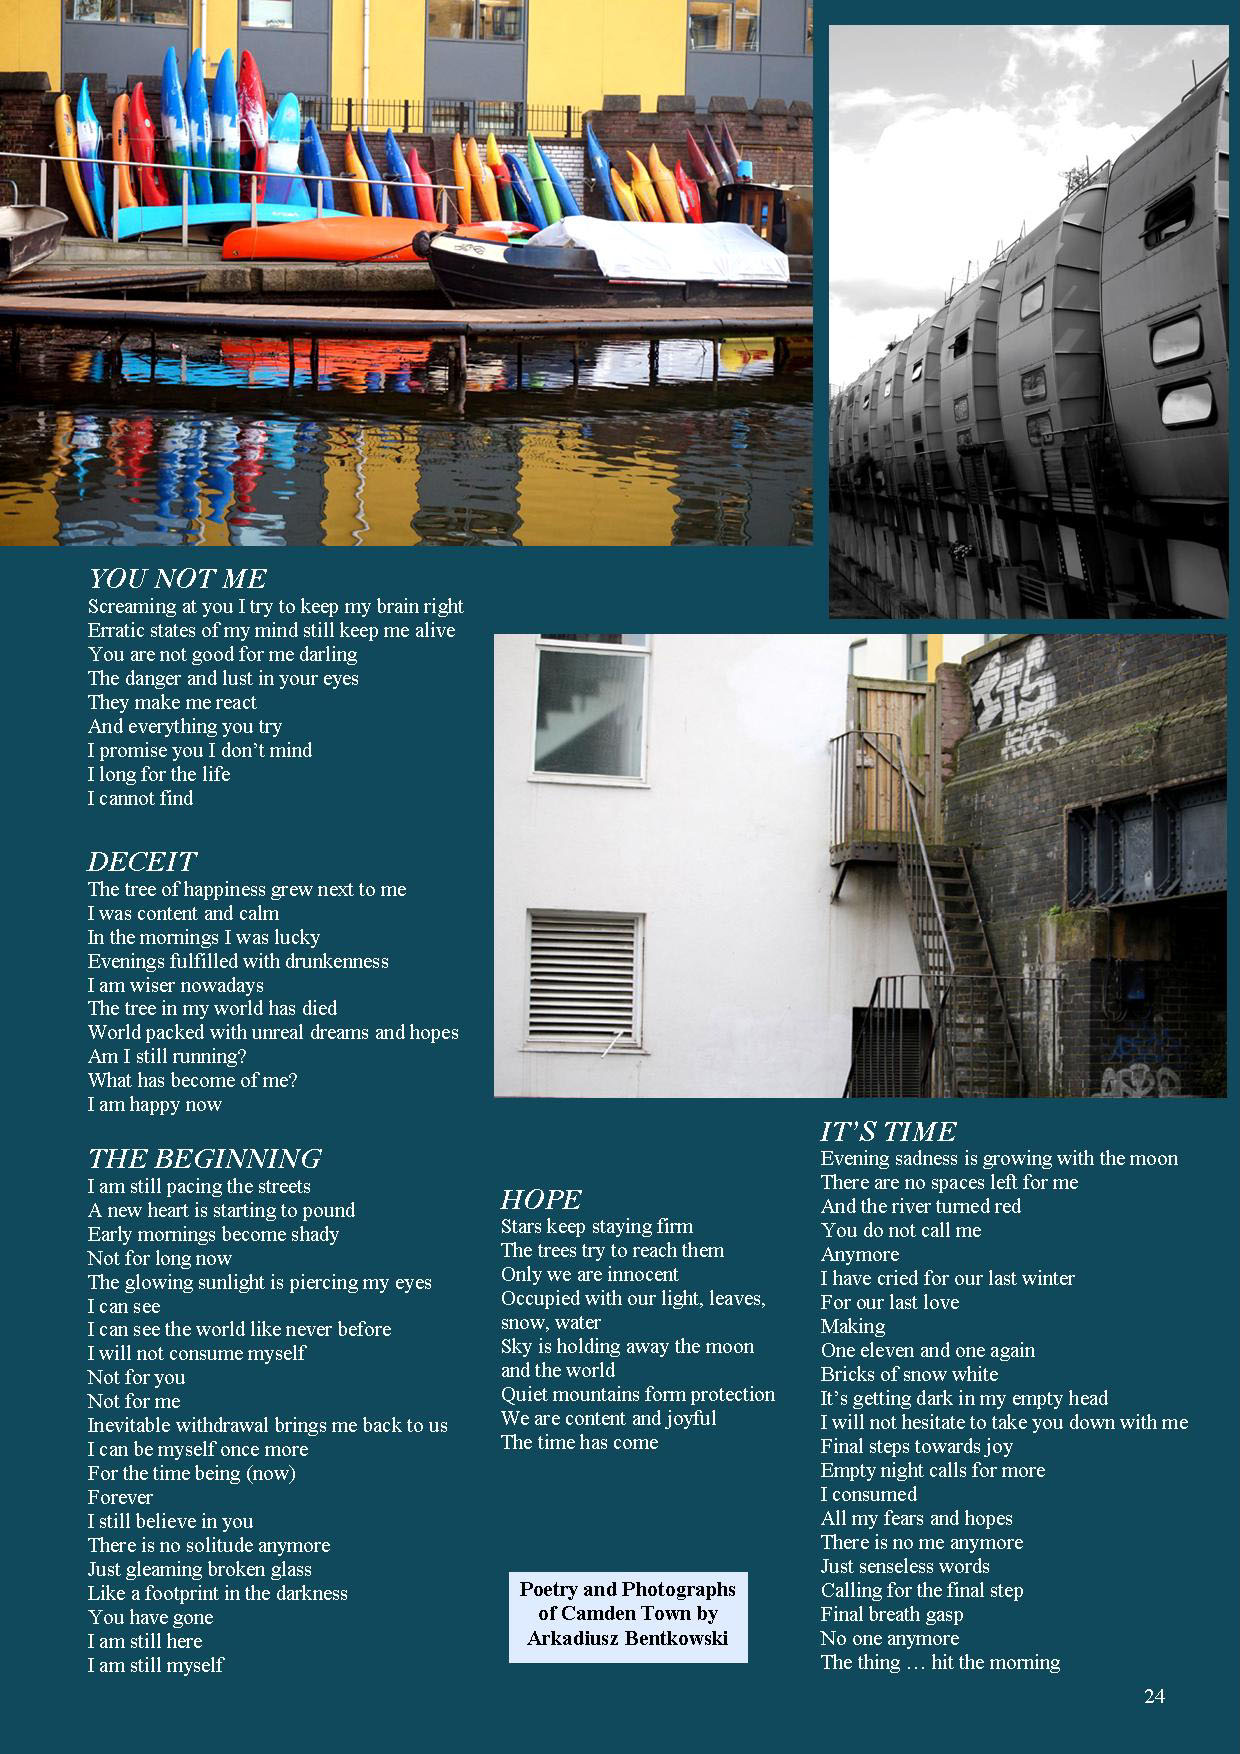 YOU NOT ME
Screaming at you I try to keep my brain right
Erratic states of my mind still keep me alive
You are not good for me darling
The danger and lust in your eyes
They make me react
And everything you try
I promise you I don’t mind
I long for the life
I cannot find
DECEIT
The tree of happiness grew next to me
I was content and calm
In the mornings I was lucky
Evenings fulfilled with drunkenness
I am wiser nowadays
The tree in my world has died
World packed with unreal dreams and hopes
Am I still running?
What has become of me?
I am happy now
THE BEGINNING
I am still pacing the streets
A new heart is starting to pound
Early mornings become shady
Not for long now
The glowing sunlight is piercing my eyes
I can see
I can see the world like never before
I will not consume myself
Not for you
Not for me
Inevitable withdrawal brings me back to us
I can be myself once more
For the time being (now)
Forever
I still believe in you
There is no solitude anymore
Just gleaming broken glass
Like a footprint in the darkness
You have gone
I am still here
I am still myself
HOPE
Stars keep staying firm
The trees try to reach them
Only we are innocent
Occupied with our light, leaves,
snow, water
Sky is holding away the moon
and the world
Quiet mountains form protection
We are content and joyful
The time has come
Poetry and Photographs
of Camden Town by
Arkadiusz Bentkowski
IT’S TIME
Evening sadness is growing with the moon
There are no spaces left for me
And the river turned red
You do not call me
Anymore
I have cried for our last winter
For our last love
Making
One eleven and one again
Bricks of snow white
It’s getting dark in my empty head
I will not hesitate to take you down with me
Final steps towards joy
Empty night calls for more
I consumed
All my fears and hopes
There is no me anymore
Just senseless words
Calling for the final step
Final breath gasp
No one anymore
The thing … hit the morning
24